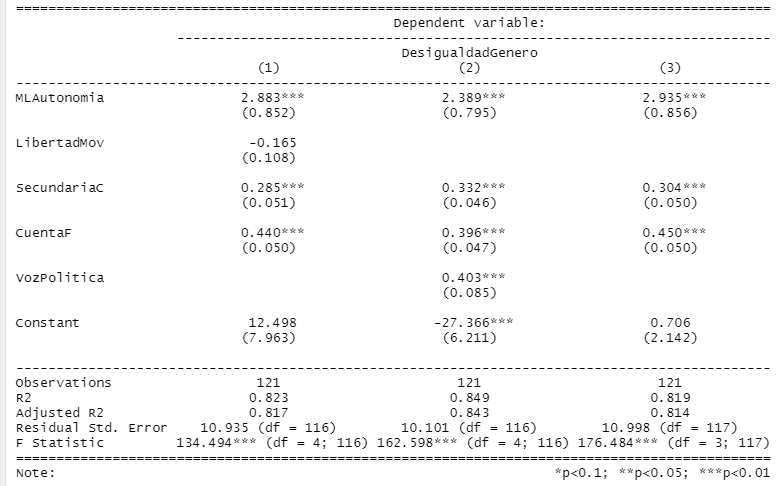 Dependent variable:
DesigualdadGenero
(1) (2) (3)
MLAutonomia 2.883*** 2.389*** 2.935***
(0.852) (0.795) (0.856)
LibertadMov -0.165
(0.108)
SecundariaC 0.285*** 0.332*** 0.304***
(0.051) (0.046) (0.050)
CuentaF 0.440*** 0.396*** 0.450***
(0.050) (0.047) (0.050)
VozPolitica 0.403***
(0.085)
Constant 12.498 -27.366*** 0.706
(7.963) (6.211) (2.142)
Observations 121 121 121
R2 0.823 0.849 0.819
Adjusted R2 0.817 0.843 0.814
Residual Std. Error 10.935 (df = 116) 10.101 (df = 116) 10.998 (df = 117)
F Statistic 134.494*** (df = 4; 116) 162.598*** (df = 4; 116) 176.484*** (df = 3; 117)
Note: *p<0.1; **p<0.05; ***p<0.01